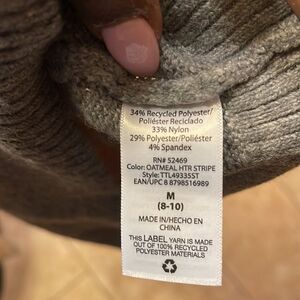 34% Recycled Polyester/
Poliéster Reciclado
33% Nylon
29% Polyester/Poliéster
4% Spandex
RN# 52469
Color: OATMEAL HTR STRIPE
Style: TTL49335ST
EAN/UPC 8 8798516989
M
(8-10)
MADE IN/HECHO EN
CHINA
THIS LABEL YARN IS MADE
OUT OF 100% RECYCLED
POLYESTER MATERIALS